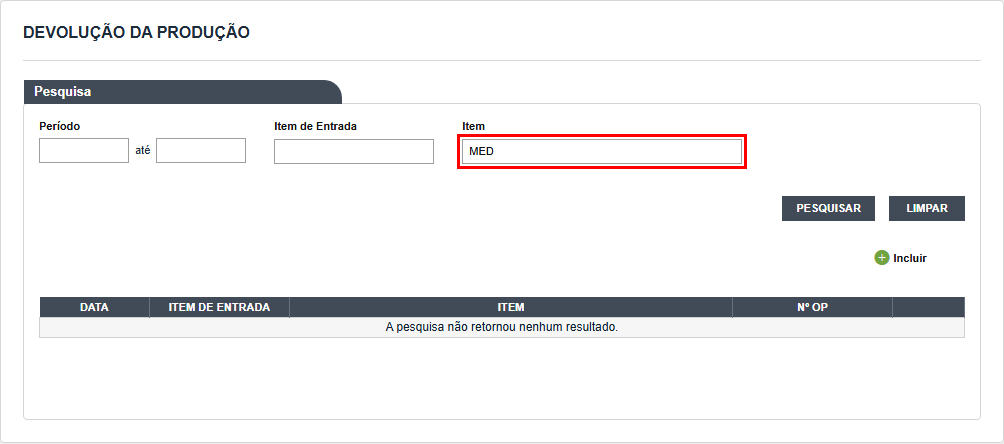 DEVOLUÇÃO DA PRODUÇÃO
Pesquisa
Período Item de Entrada Item
até MED
PESQUISAR LIMPAR
+ Incluir
DATA ITEM DE ENTRADA ITEM Nº OP
A pesquisa não retornou nenhum resultado.